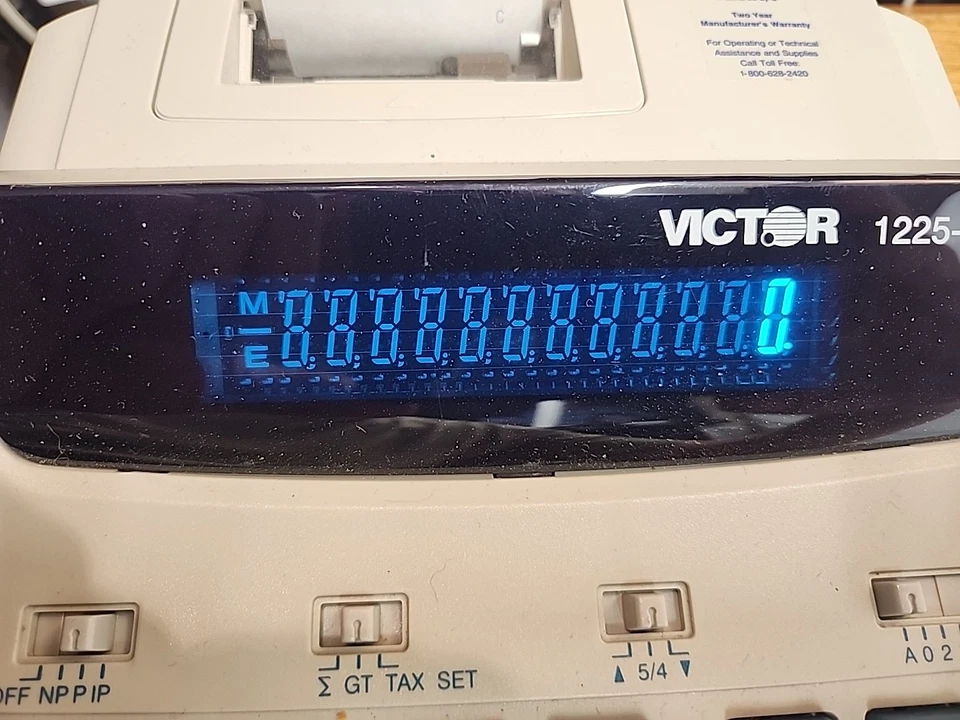 C
Two Year
Manufacturer's Warranty
For Operating or Technical
Assistance and Supplies
Call Toll Free:
1-800-628-2420
VICTOR 1225-
M
E
0.
OFF NP P IP
Σ GT TAX SET
▲ 5/4 ▼
A 0 2